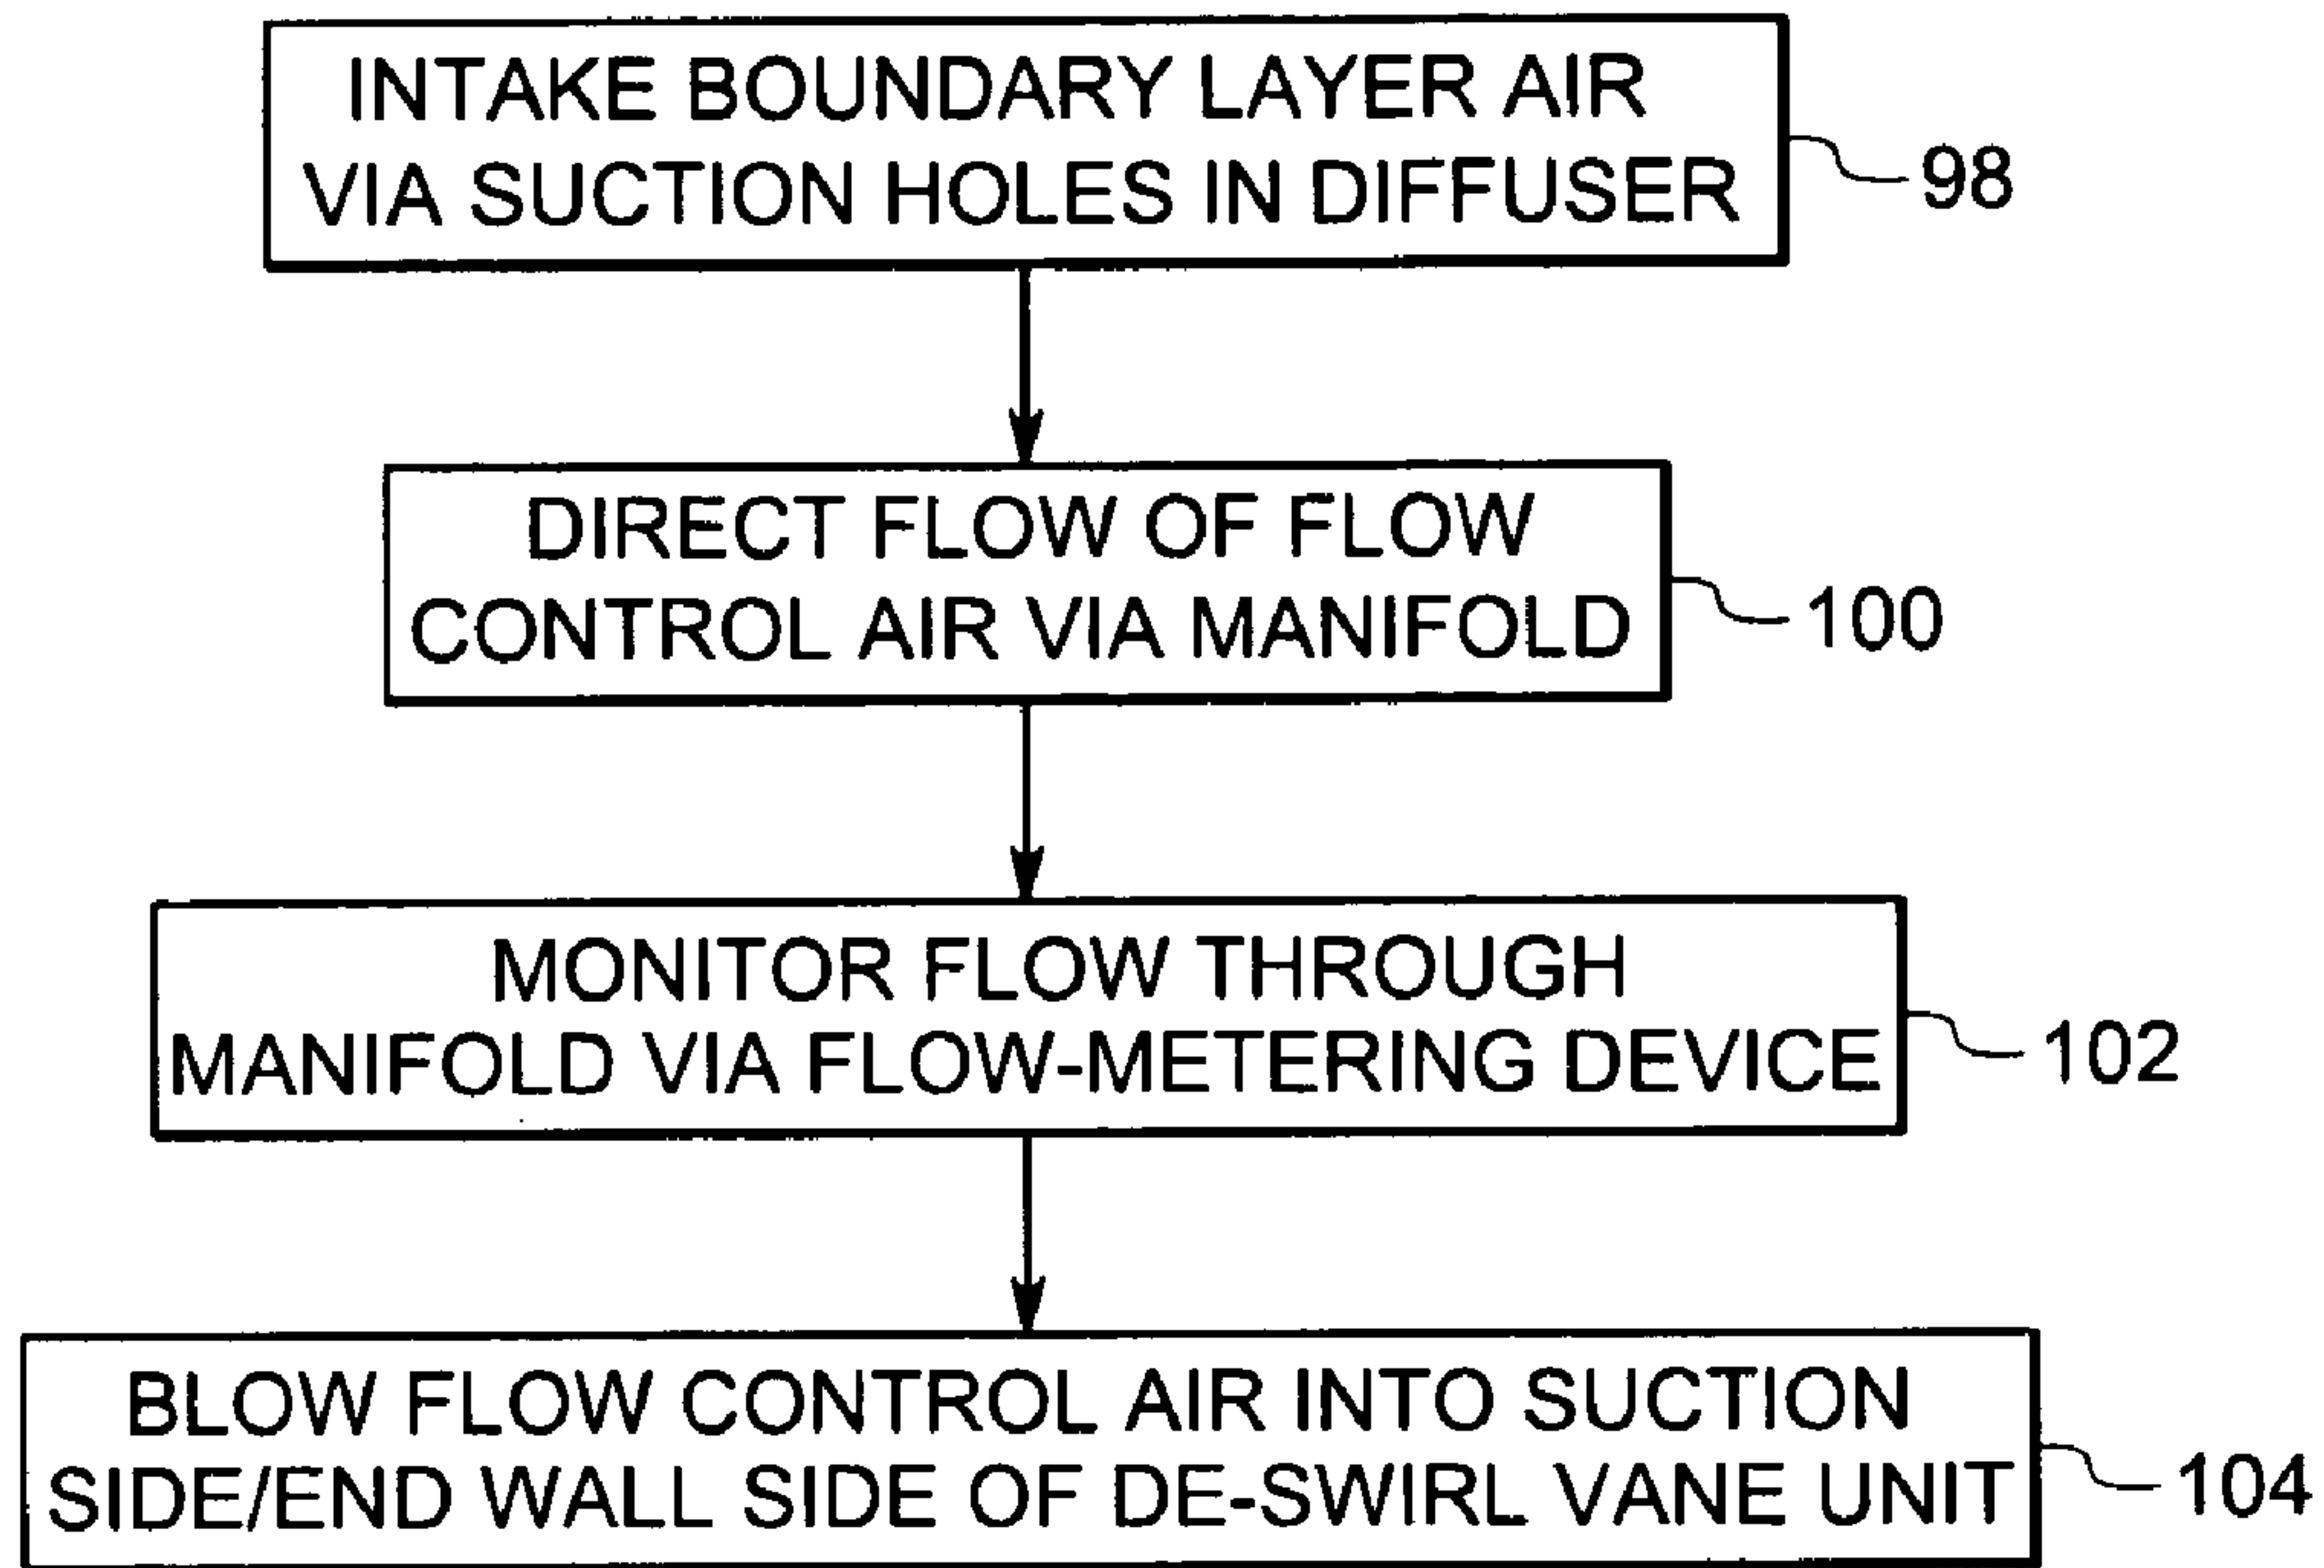 INTAKE BOUNDARY LAYER AIR
VIA SUCTION HOLES IN DIFFUSER
98
DIRECT FLOW OF FLOW
CONTROL AIR VIA MANIFOLD
100
MONITOR FLOW THROUGH
MANIFOLD VIA FLOW-METERING DEVICE
102
BLOW FLOW CONTROL AIR INTO SUCTION
SIDE/END WALL SIDE OF DE-SWIRL VANE UNIT
104